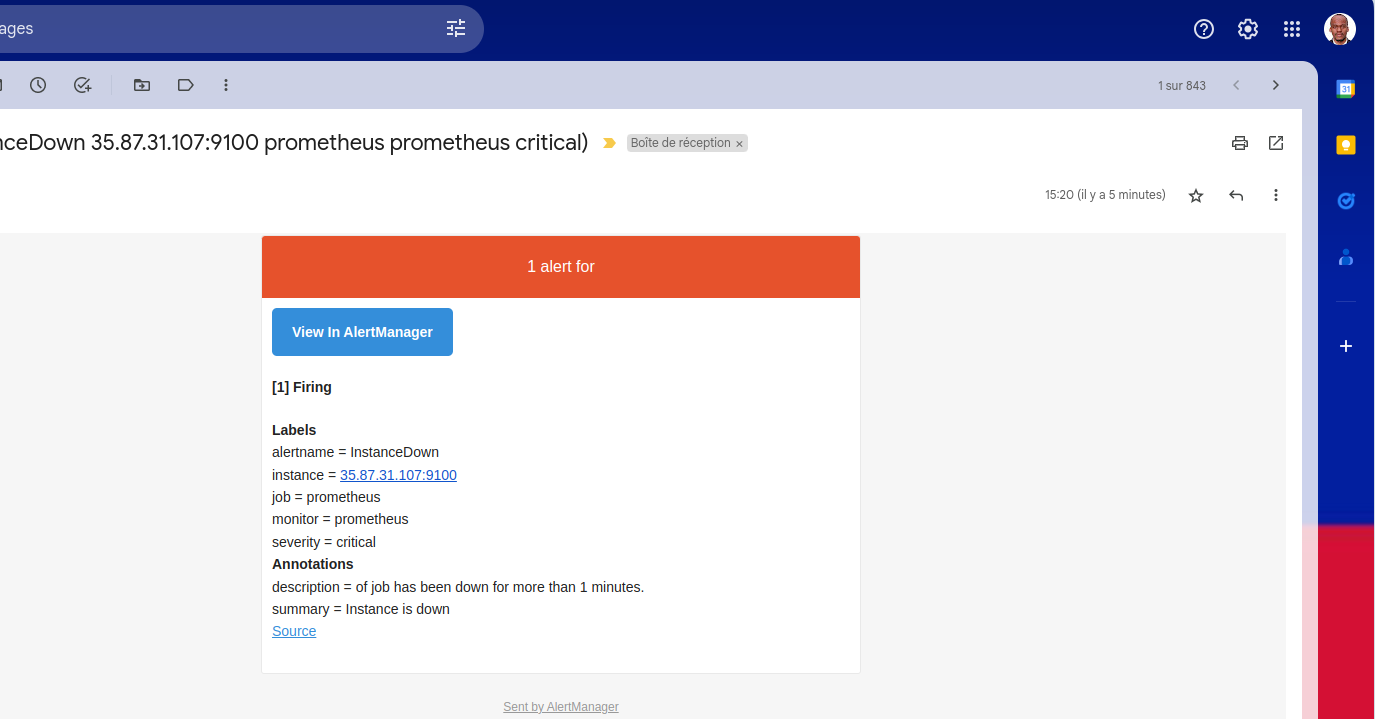 ages
1 sur 843
31
nceDown 35.87.31.107:9100 prometheus prometheus critical)
Boîte de réception ×
15:20 (il y a 5 minutes)
1 alert for
View In AlertManager
[1] Firing
Labels
alertname = InstanceDown
instance = 35.87.31.107:9100
job = prometheus
monitor = prometheus
severity = critical
Annotations
description = of job has been down for more than 1 minutes.
summary = Instance is down
Source
Sent by AlertManager